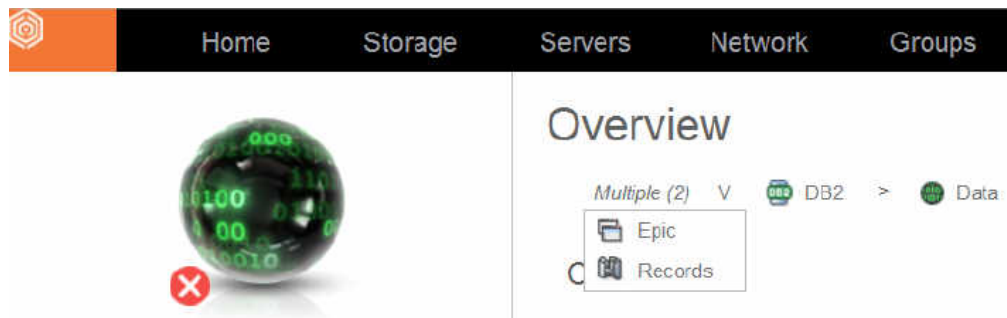 Home Storage Servers Network Groups
Overview
Multiple (2) V DB2 > Data
Epic
Records